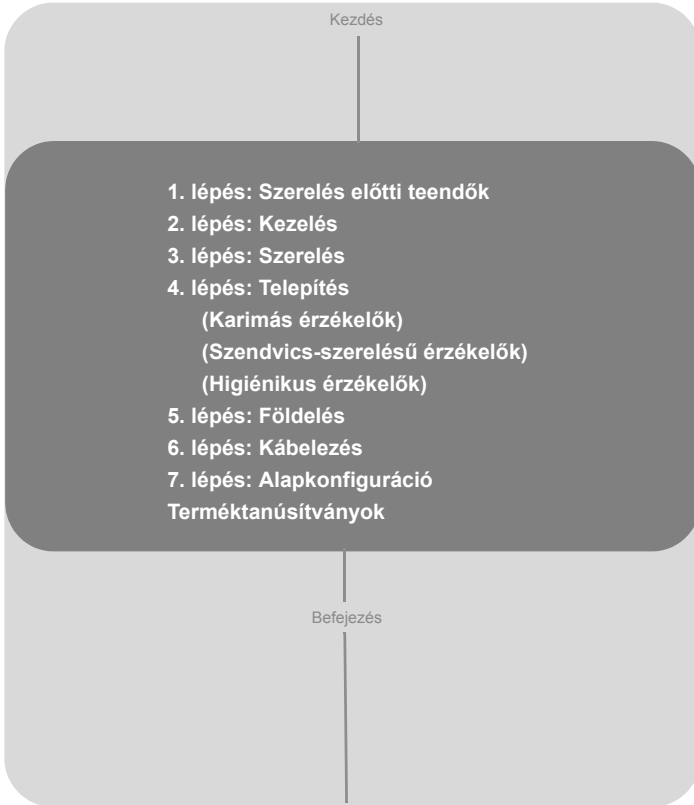 Kezdés
1. lépés: Szerelés előtti teendők
2. lépés: Kezelés
3. lépés: Szerelés
4. lépés: Telepítés
(Karimás érzékelők)
(Szendvics-szerelésű érzékelők)
(Higiénikus érzékelők)
5. lépés: Földelés
6. lépés: Kábelezés
7. lépés: Alapkonfiguráció
Terméktanúsítványok
Befejezés